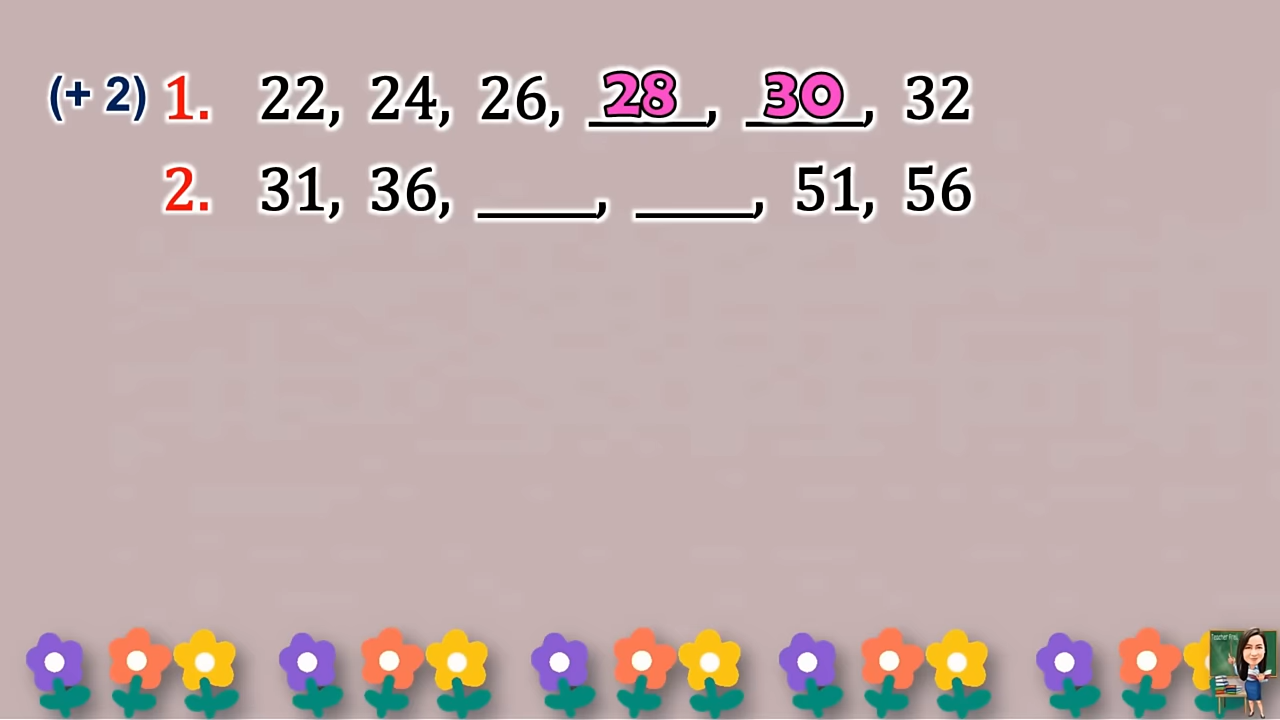 (+ 2) 1. 22, 24, 26, 28, 30, 32
2. 31, 36, ____, ____, 51, 56